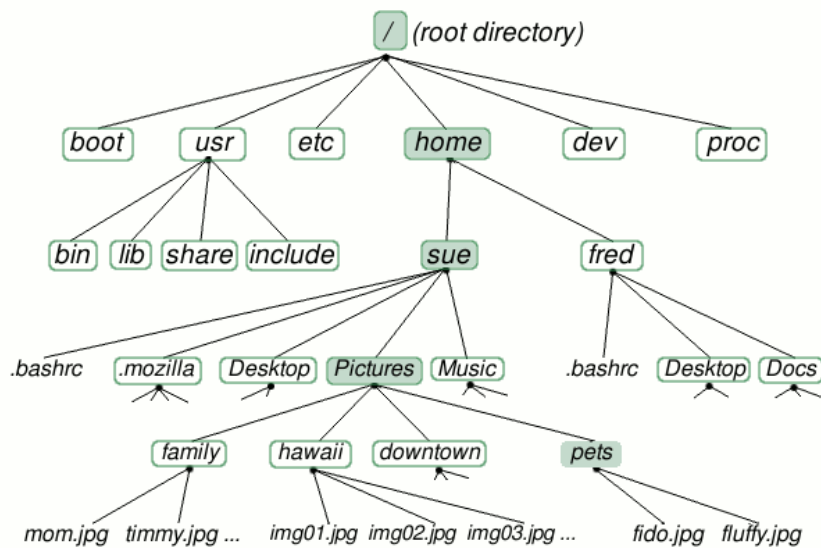 / (root directory)
boot usr etc home dev proc
bin lib share include sue fred
.bashrc .mozilla Desktop Pictures Music .bashrc Desktop Docs
family hawaii downtown pets
mom.jpg timmy.jpg ... img01.jpg img02.jpg img03.jpg ... fido.jpg fluffy.jpg